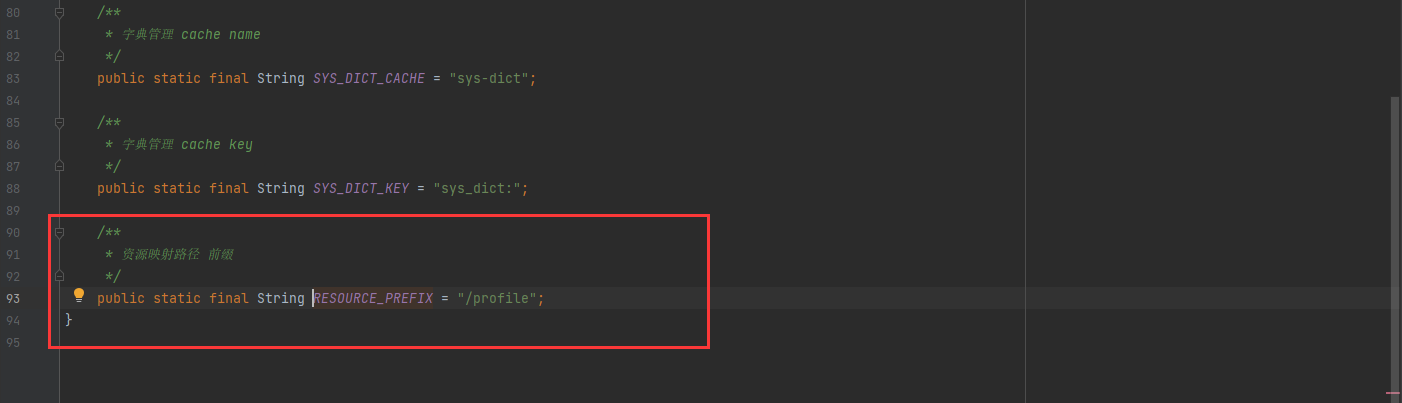 80 /**
81 * 字典管理 cache name
82 */
83 public static final String SYS_DICT_CACHE = "sys-dict";
84
85 /**
86 * 字典管理 cache key
87 */
88 public static final String SYS_DICT_KEY = "sys_dict:";
89
90 /**
91 * 资源映射路径 前缀
92 */
93 public static final String RESOURCE_PREFIX = "/profile";
94 }
95